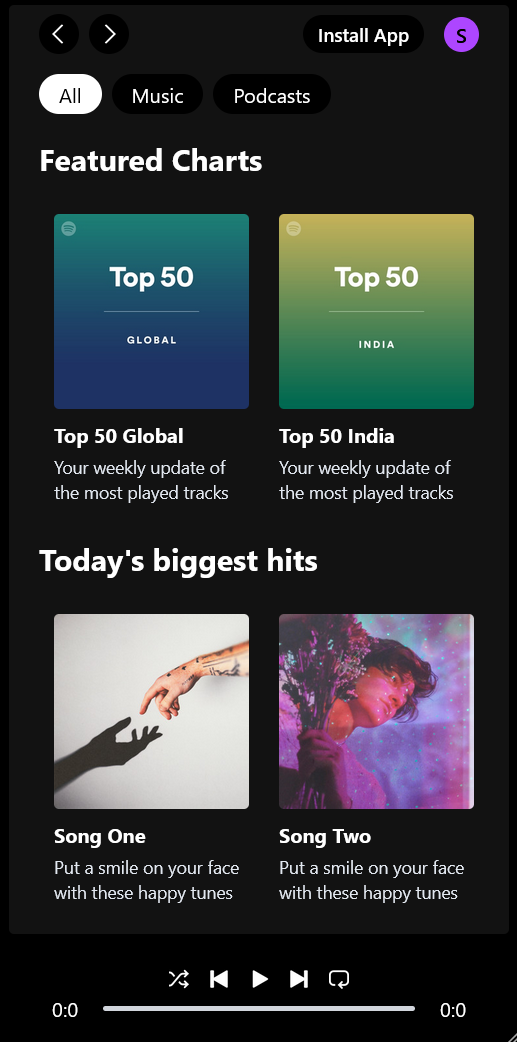 Install App
S
All
Music
Podcasts
Featured Charts
Top 50
GLOBAL
Top 50
INDIA
Top 50 Global
Your weekly update of
the most played tracks
Top 50 India
Your weekly update of
the most played tracks
Today's biggest hits
Song One
Put a smile on your face
with these happy tunes
Song Two
Put a smile on your face
with these happy tunes
0:0
0:0